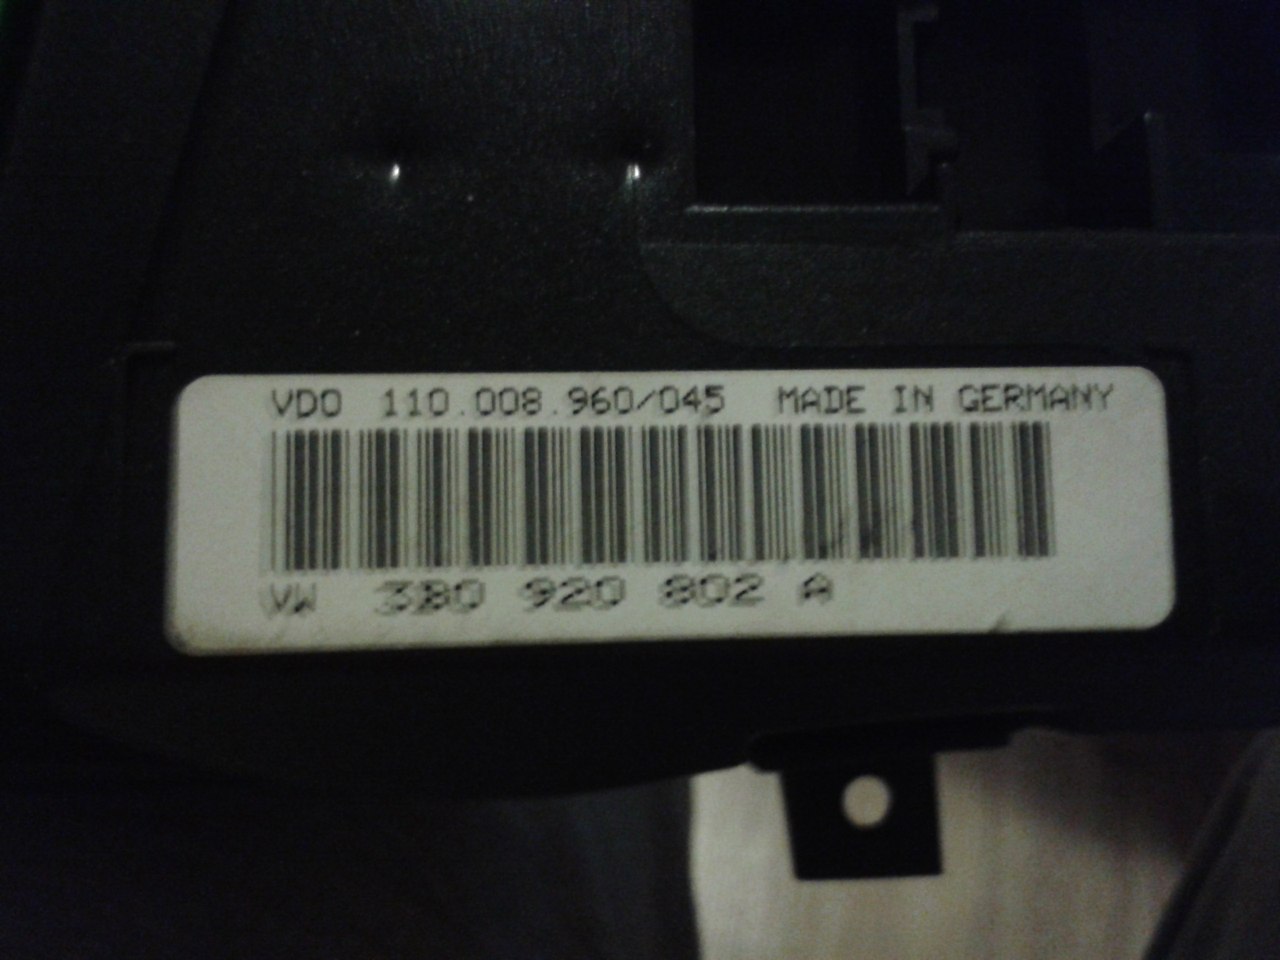 VDO 110.008.960/045 MADE IN GERMANY
VW 3B0 920 802 A